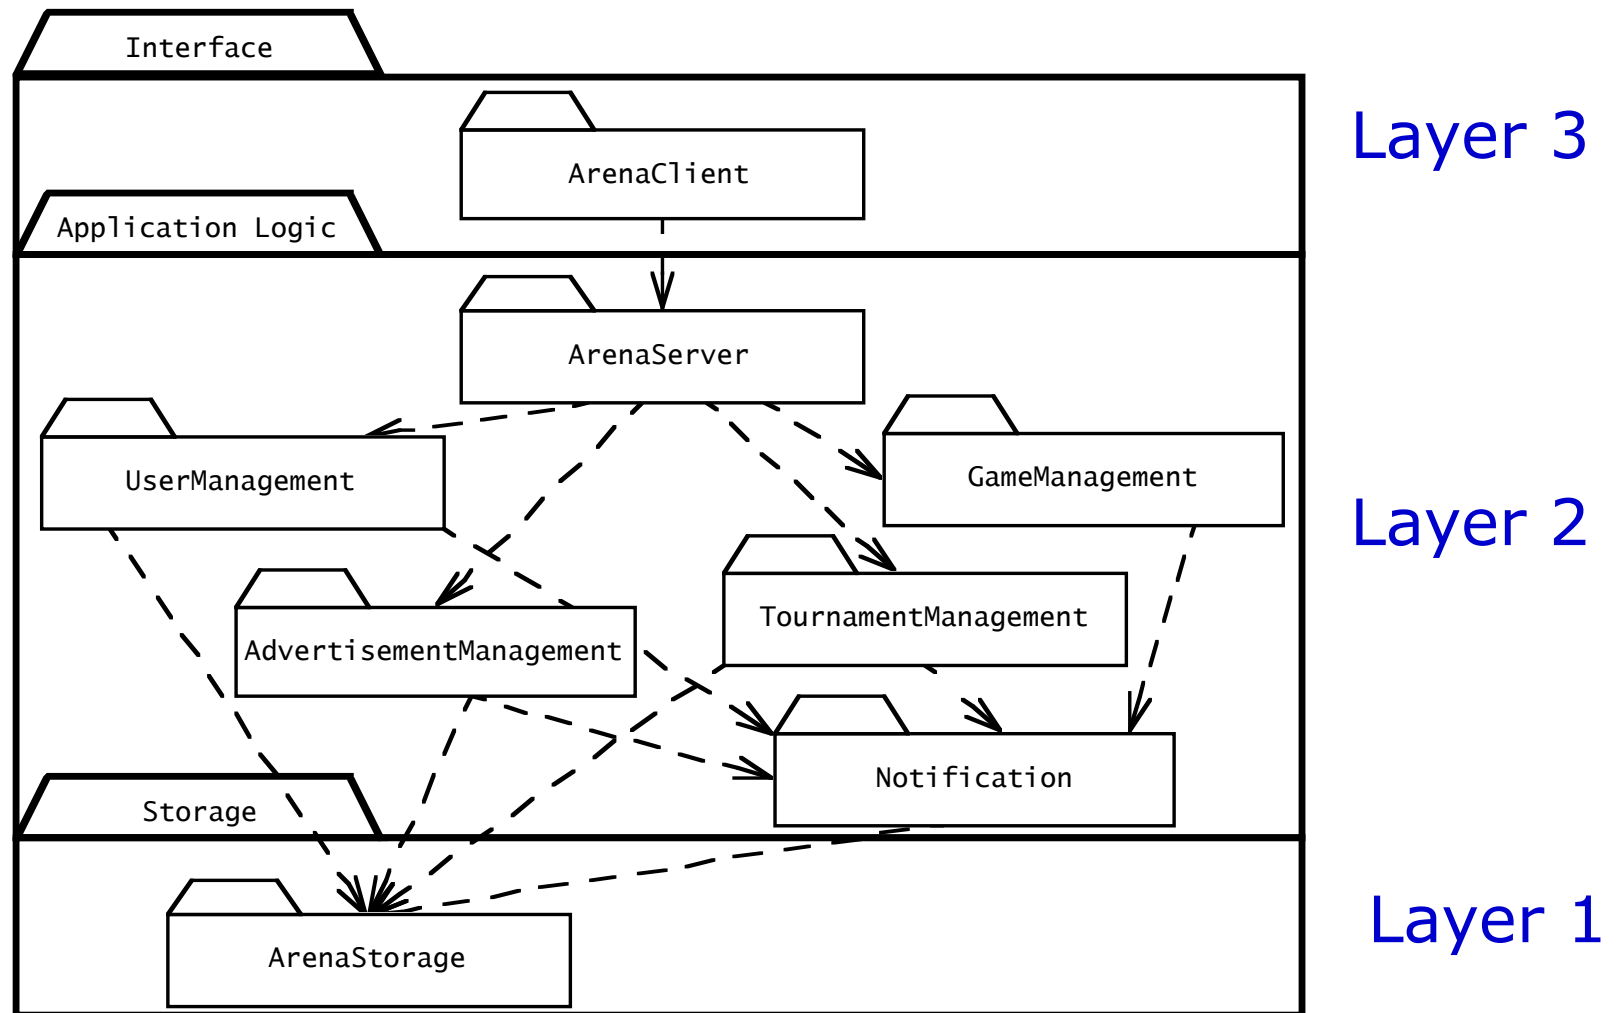 Interface
Layer 3
ArenaClient
Application Logic
ArenaServer
UserManagement
GameManagement
Layer 2
TournamentManagement
AdvertisementManagement
Notification
Storage
Layer 1
ArenaStorage